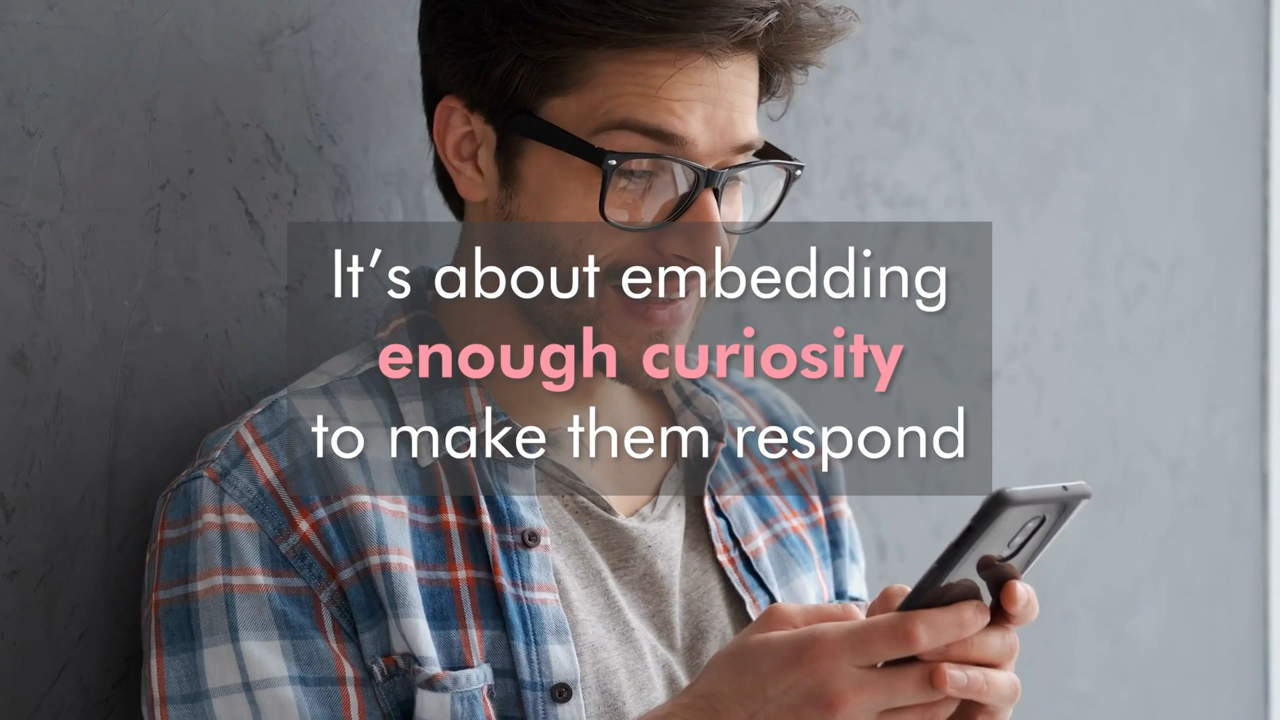 It’s about embedding
enough curiosity
to make them respond